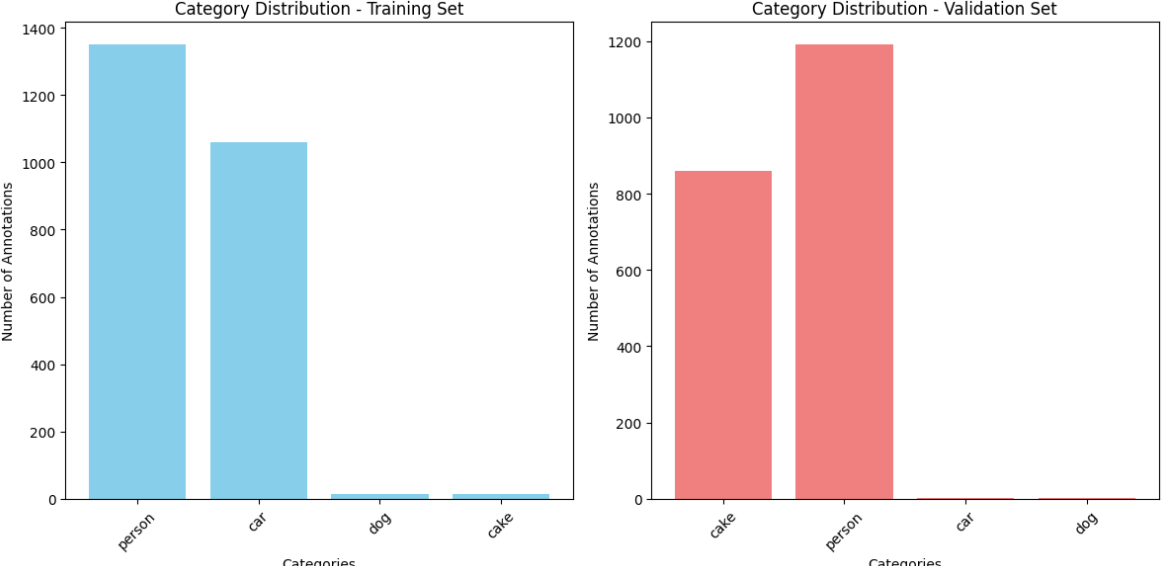 Category Distribution - Training Set
1400
1200
1000
800
600
400
200
0
Number of Annotations
person
car
dog
cake
Categories
Category Distribution - Validation Set
1200
1000
800
600
400
200
0
Number of Annotations
cake
person
car
dog
Categories